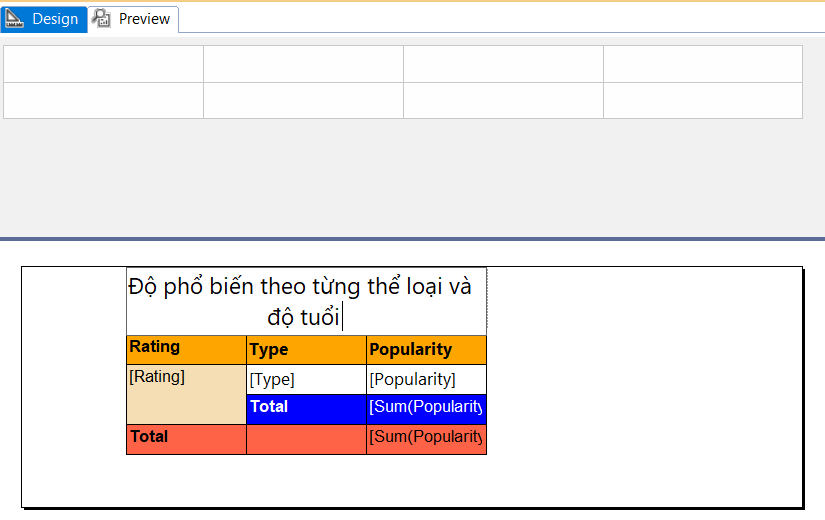 Design Preview
Độ phổ biến theo từng thể loại và
độ tuổi
Rating Type Popularity
[Rating] [Type] [Popularity]
Total [Sum(Popularity
Total [Sum(Popularity